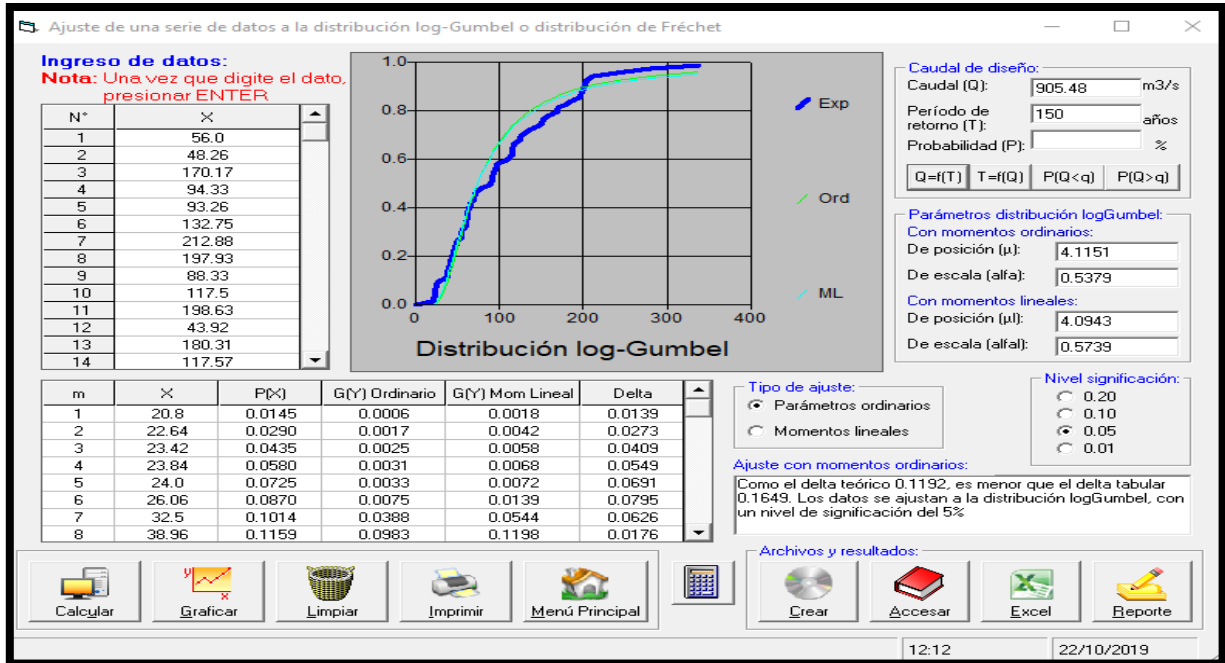 Ajuste de una serie de datos a la distribución log-Gumbel o distribución de Fréchet
Ingreso de datos:
Nota: Una vez que digite el dato,
presionar ENTER
N° X
1 56.0
2 48.26
3 170.17
4 94.33
5 93.26
6 132.75
7 212.88
8 197.93
9 88.33
10 117.5
11 198.63
12 43.92
13 180.31
14 117.57
1.0
0.8
0.6
0.4
0.2
0.0
0 100 200 300 400
Distribución log-Gumbel
Exp
Ord
ML
Caudal de diseño:
Caudal (Q): 905.48 m3/s
Período de
retorno (T): 150 años
Probabilidad (P): %
Q=f(T) T=f(Q) P(Q<q) P(Q>q)
Parámetros distribución logGumbel:
Con momentos ordinarios:
De posición (µ): 4.1151
De escala (alfa): 0.5379
Con momentos lineales:
De posición (µl): 4.0943
De escala (alfal): 0.5739
m X P(X) G(Y) Ordinario G(Y) Mom Lineal Delta
1 20.8 0.0145 0.0006 0.0018 0.0139
2 22.64 0.0290 0.0017 0.0042 0.0273
3 23.42 0.0435 0.0025 0.0058 0.0409
4 23.84 0.0580 0.0031 0.0068 0.0549
5 24.0 0.0725 0.0033 0.0072 0.0691
6 26.06 0.0870 0.0075 0.0139 0.0795
7 32.5 0.1014 0.0388 0.0544 0.0626
8 38.96 0.1159 0.0983 0.1198 0.0176
Tipo de ajuste:
Parámetros ordinarios
Momentos lineales
Nivel significación:
0.20
0.10
0.05
0.01
Ajuste con momentos ordinarios:
Como el delta teórico 0.1192, es menor que el delta tabular
0.1649. Los datos se ajustan a la distribución logGumbel, con
un nivel de significación del 5%
Calcular Graficar Limpiar Imprimir Menú Principal
Archivos y resultados:
Crear Accesar Excel Reporte
12:12 22/10/2019